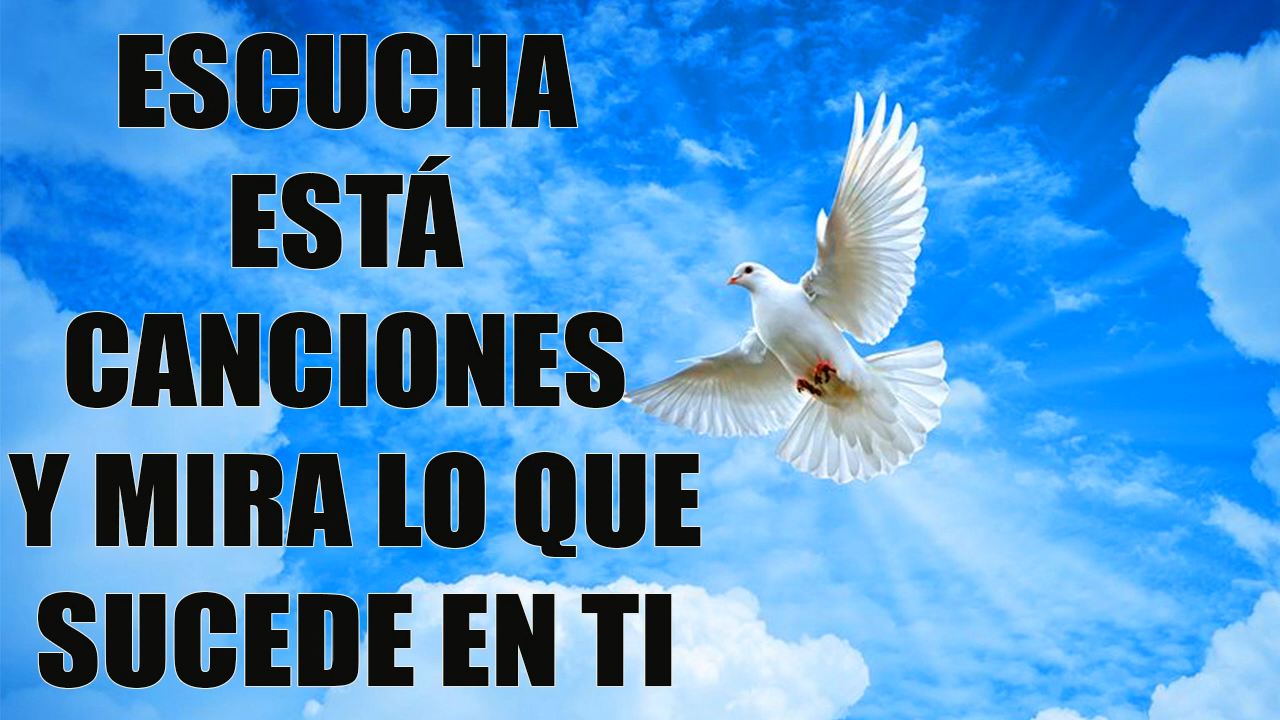 ESCUCHA
ESTÁ
CANCIONES
Y MIRA LO QUE
SUCEDE EN TI